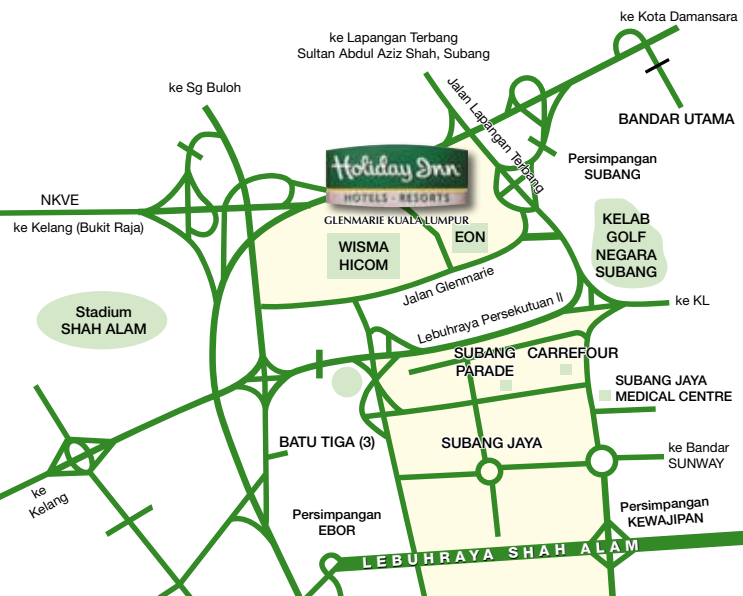 ke Kota Damansara
ke Lapangan Terbang
Sultan Abdul Aziz Shah, Subang
ke Sg Buloh
Jalan Lapangan Terbang
BANDAR UTAMA
Persimpangan
SUBANG
Holiday Inn
HOTELS · RESORTS
GLENMARIE KUALA LUMPUR
NKVE
ke Kelang (Bukit Raja)
WISMA
HICOM
EON
KELAB
GOLF
NEGARA
SUBANG
Jalan Glenmarie
Stadium
SHAH ALAM
Lebuhraya Persekutuan II
ke KL
SUBANG
PARADE
CARREFOUR
SUBANG JAYA
MEDICAL CENTRE
BATU TIGA (3)
SUBANG JAYA
ke Bandar
SUNWAY
ke
Kelang
Persimpangan
EBOR
Persimpangan
KEWAJIPAN
LEBUHRAYA SHAH ALAM